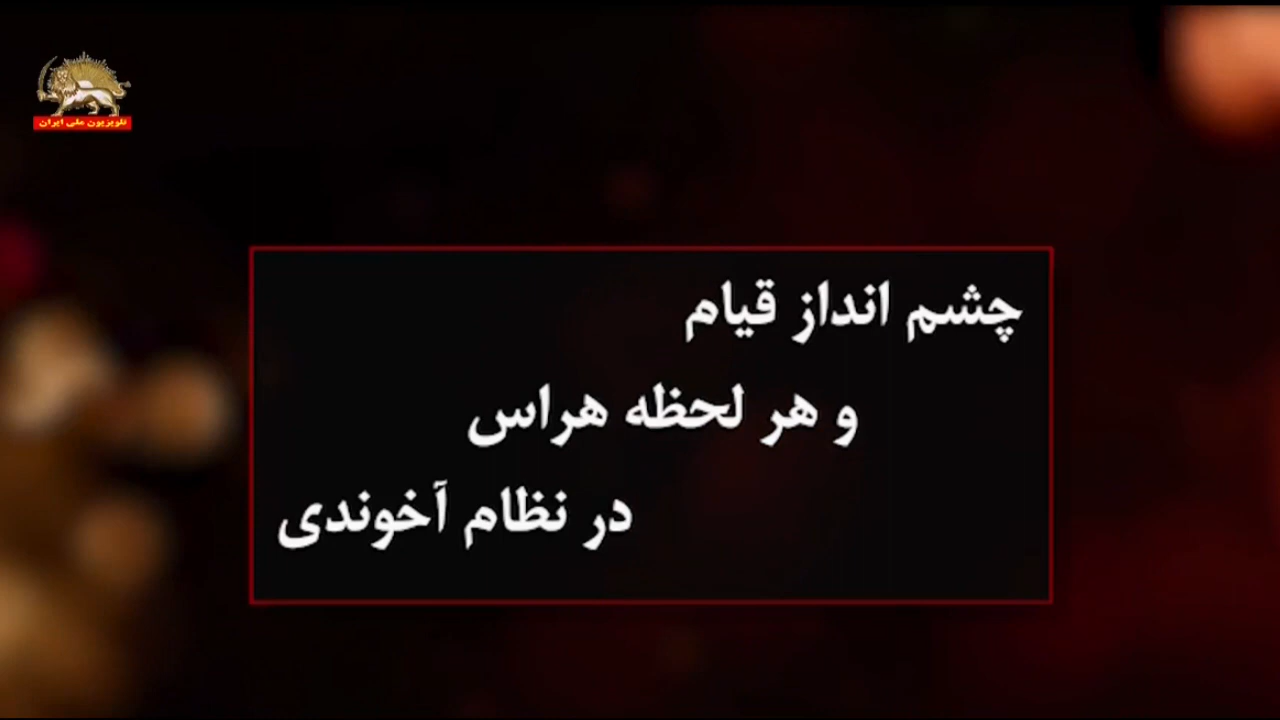 تلویزیون ملی ایران
چشم انداز قیام
و هر لحظه هراس
در نظام آخوندی